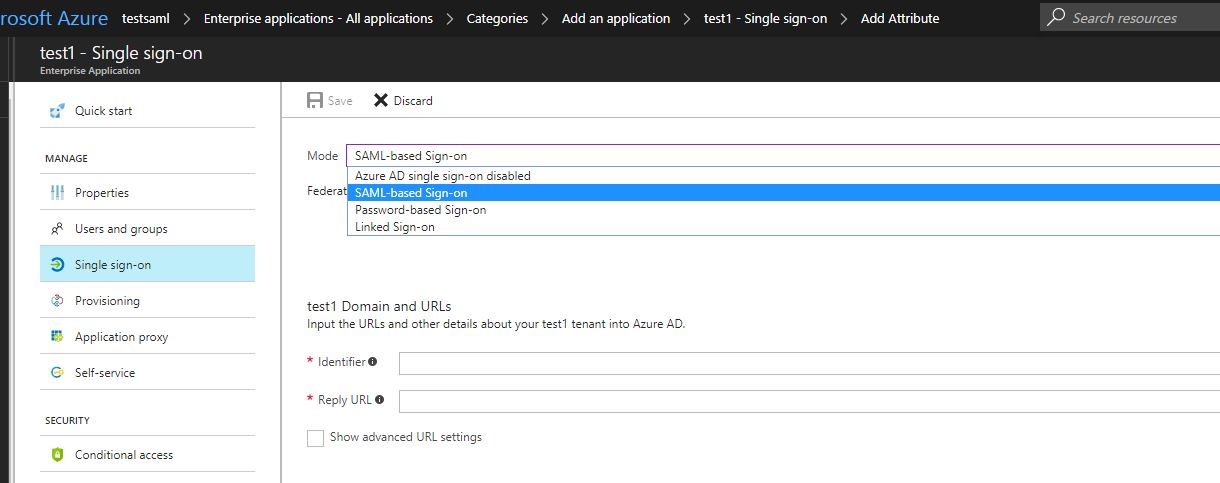 rosoft Azure testsaml > Enterprise applications - All applications > Categories > Add an application > test1 - Single sign-on > Add Attribute
Search resources
test1 - Single sign-on
Enterprise Application
Quick start
MANAGE
Properties
Users and groups
Single sign-on
Provisioning
Application proxy
Self-service
SECURITY
Conditional access
Save Discard
Mode SAML-based Sign-on
Azure AD single sign-on disabled
Federat
SAML-based Sign-on
Password-based Sign-on
Linked Sign-on
test1 Domain and URLs
Input the URLs and other details about your test1 tenant into Azure AD.
* Identifier
* Reply URL
Show advanced URL settings